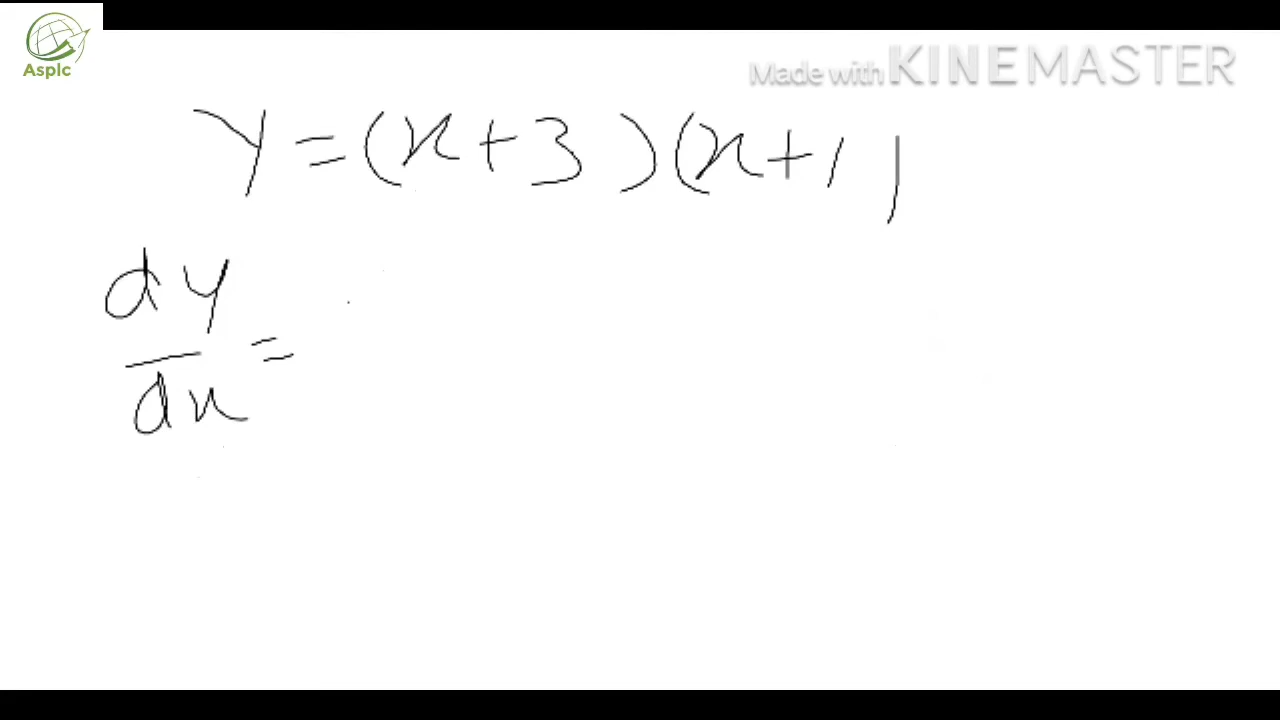 Asplc
Made with KINEMASTER
y = (x + 3) (x + 1)
dy
dx =